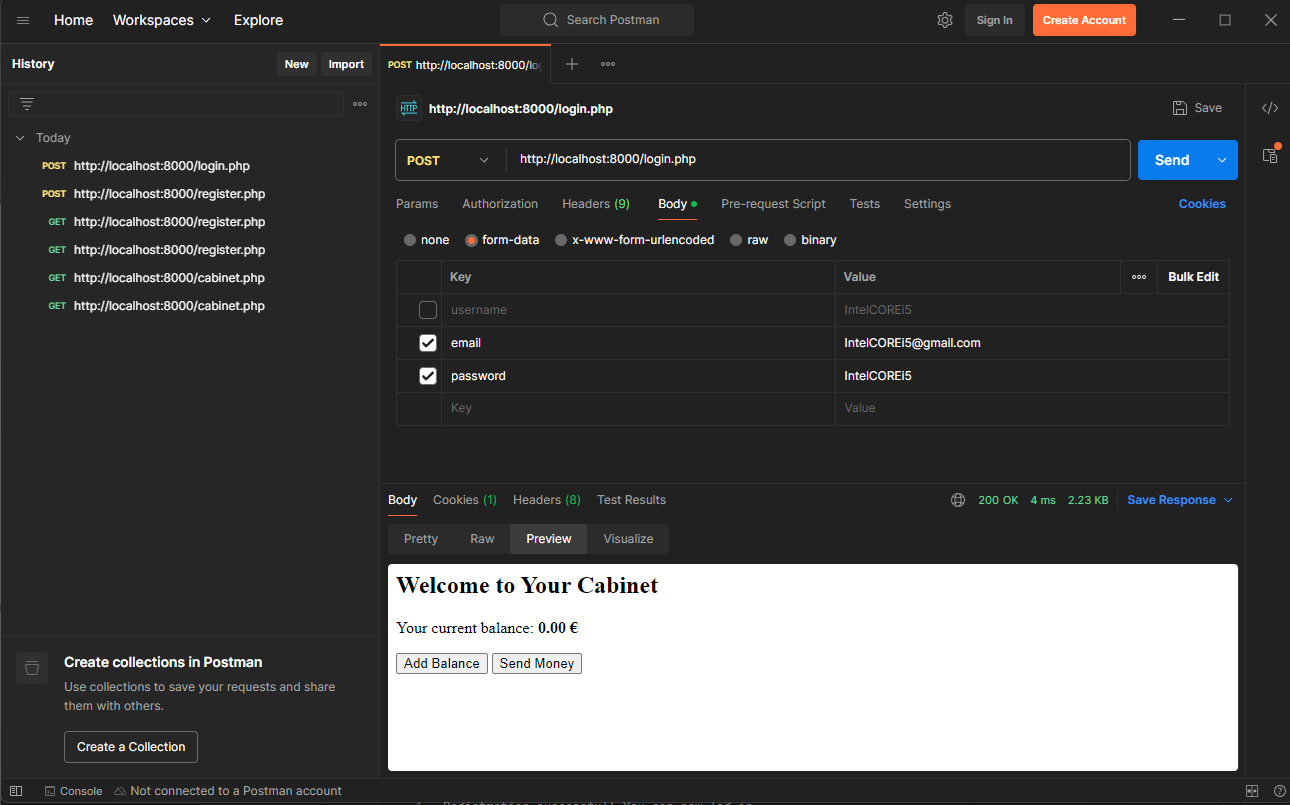 Home Workspaces Explore Search Postman Sign In Create Account
History New Import
POST http://localhost:8000/lo
Today
POST http://localhost:8000/login.php
POST http://localhost:8000/register.php
GET http://localhost:8000/register.php
GET http://localhost:8000/register.php
GET http://localhost:8000/cabinet.php
GET http://localhost:8000/cabinet.php
Create collections in Postman
Use collections to save your requests and share
them with others.
Create a Collection
HTTP http://localhost:8000/login.php Save
POST http://localhost:8000/login.php Send
Params Authorization Headers (9) Body Pre-request Script Tests Settings Cookies
none form-data x-www-form-urlencoded raw binary
Key Value Bulk Edit
username IntelCOREi5
email IntelCOREi5@gmail.com
password IntelCOREi5
Key Value
Body Cookies (1) Headers (8) Test Results 200 OK 4 ms 2.23 KB Save Response
Pretty Raw Preview Visualize
Welcome to Your Cabinet
Your current balance: 0.00 €
Add Balance Send Money
Console Not connected to a Postman account